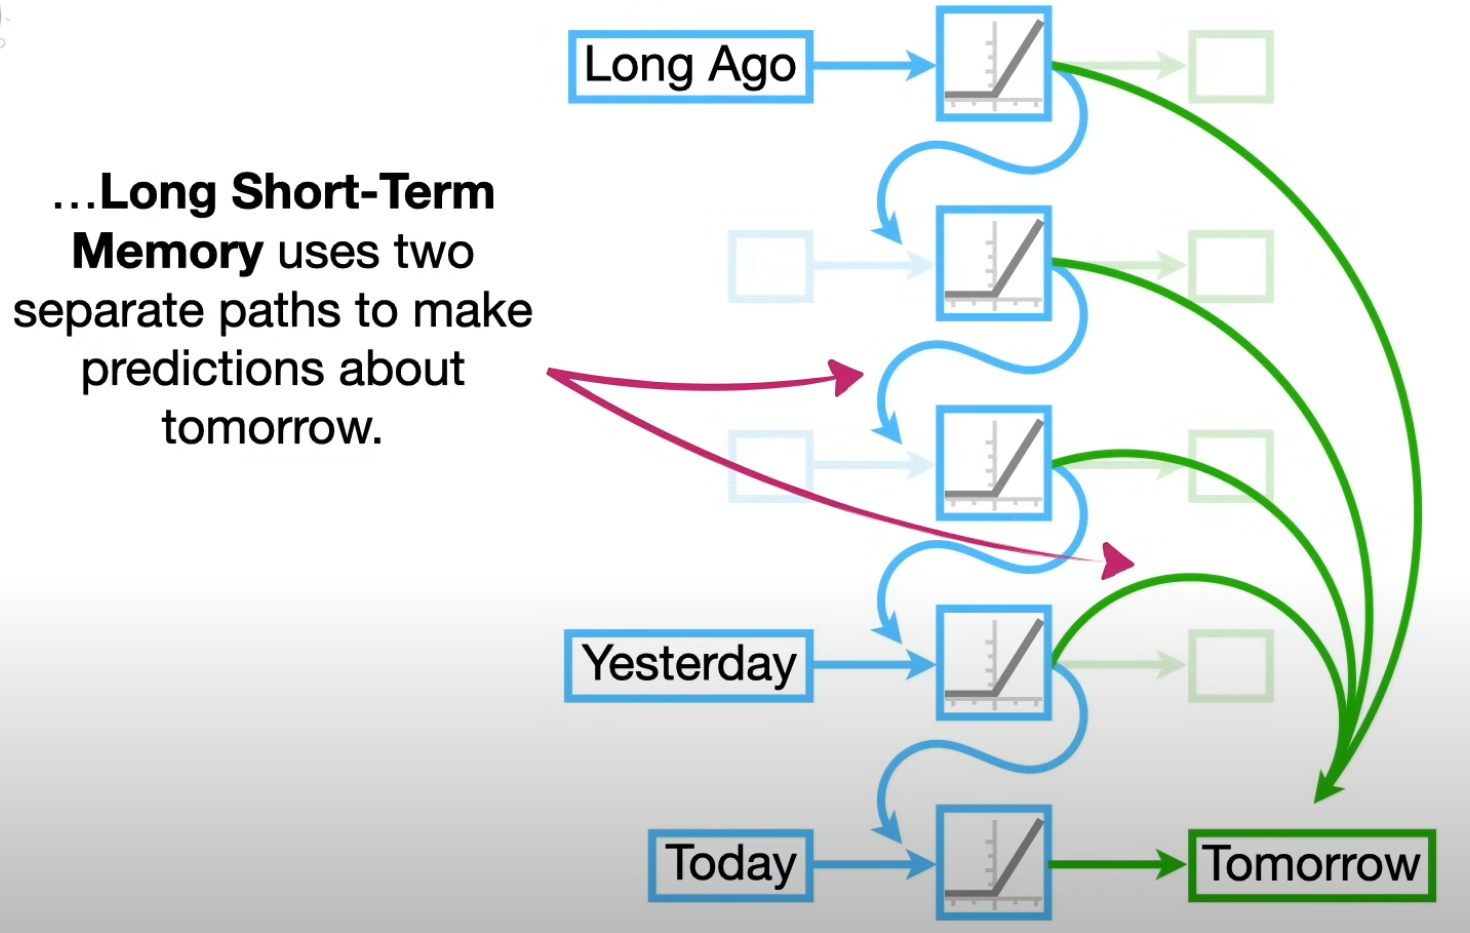 Long Ago
…Long Short-Term
Memory uses two
separate paths to make
predictions about
tomorrow.
Yesterday
Today
Tomorrow